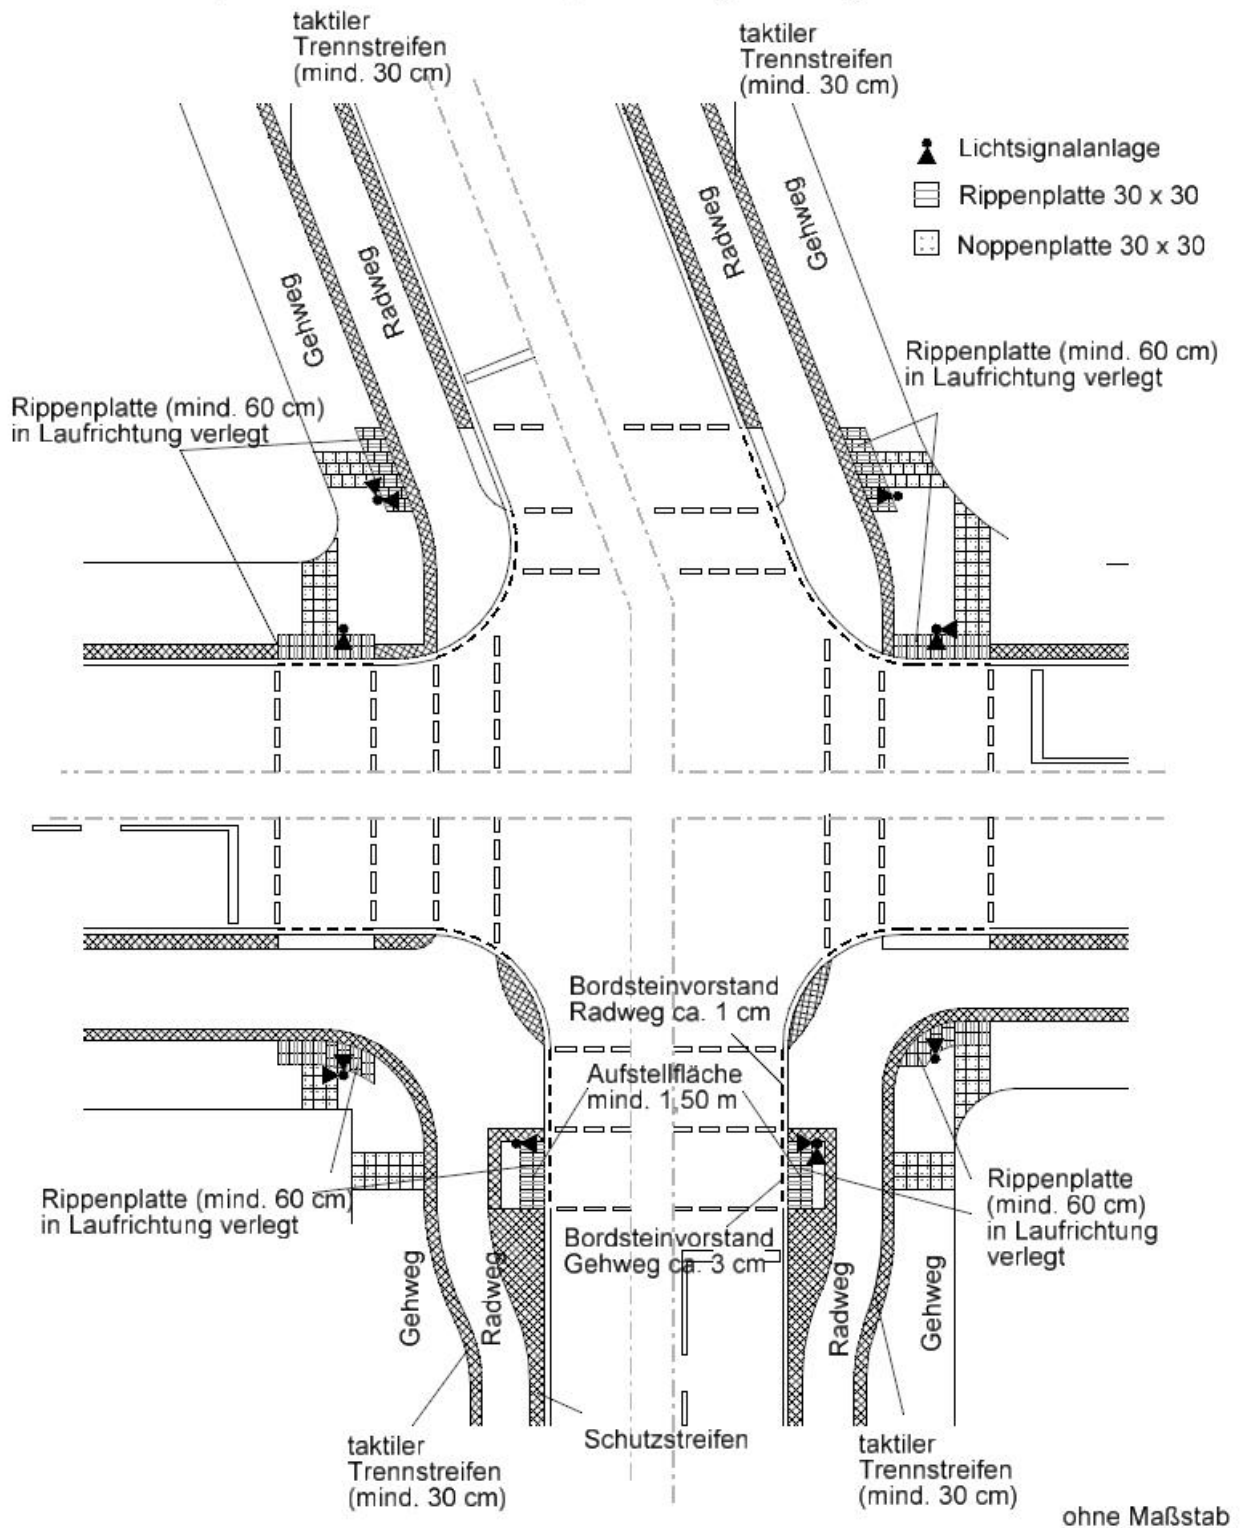 taktiler
Trennstreifen
(mind. 30 cm)
taktiler
Trennstreifen
(mind. 30 cm)
Lichtsignalanlage
Rippenplatte 30 x 30
Noppenplatte 30 x 30
Gehweg
Radweg
Radweg
Gehweg
Rippenplatte (mind. 60 cm)
in Laufrichtung verlegt
Rippenplatte (mind. 60 cm)
in Laufrichtung verlegt
Bordsteinvorstand
Radweg ca. 1 cm
Aufstellfläche
mind. 1,50 m
Rippenplatte (mind. 60 cm)
in Laufrichtung verlegt
Rippenplatte
(mind. 60 cm)
in Laufrichtung
verlegt
Bordsteinvorstand
Gehweg ca. 3 cm
Gehweg
Radweg
Radweg
Gehweg
taktiler
Trennstreifen
(mind. 30 cm)
Schutzstreifen
taktiler
Trennstreifen
(mind. 30 cm)
ohne Maßstab